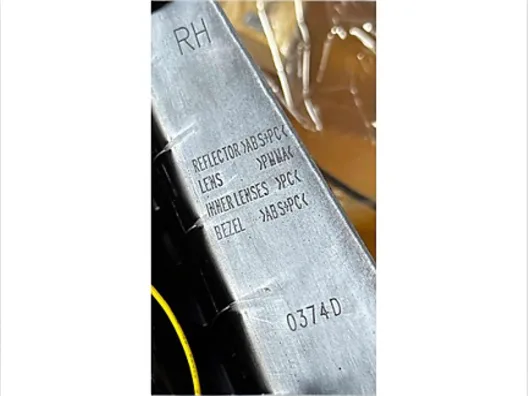 RH
REFLECTOR>ABS+PC<
LENS >PMMA<
INNER LENSES >PC<
BEZEL >ABS+PC<
0374D